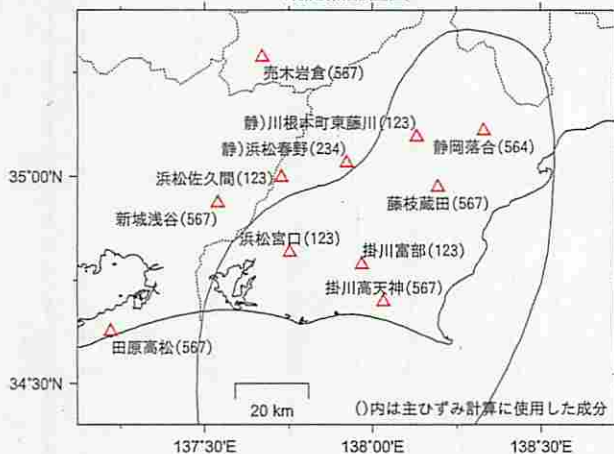 売木岩倉(567)
静)川根本町東藤川(123)
静)浜松春野(234)
静岡落合(564)
35°00'N
浜松佐久間(123)
藤枝蔵田(567)
新城浅谷(567)
浜松宮口(123)
掛川富部(123)
掛川高天神(567)
田原高松(567)
34°30'N
20 km
()内は主ひずみ計算に使用した成分
137°30'E
138°00'E
138°30'E